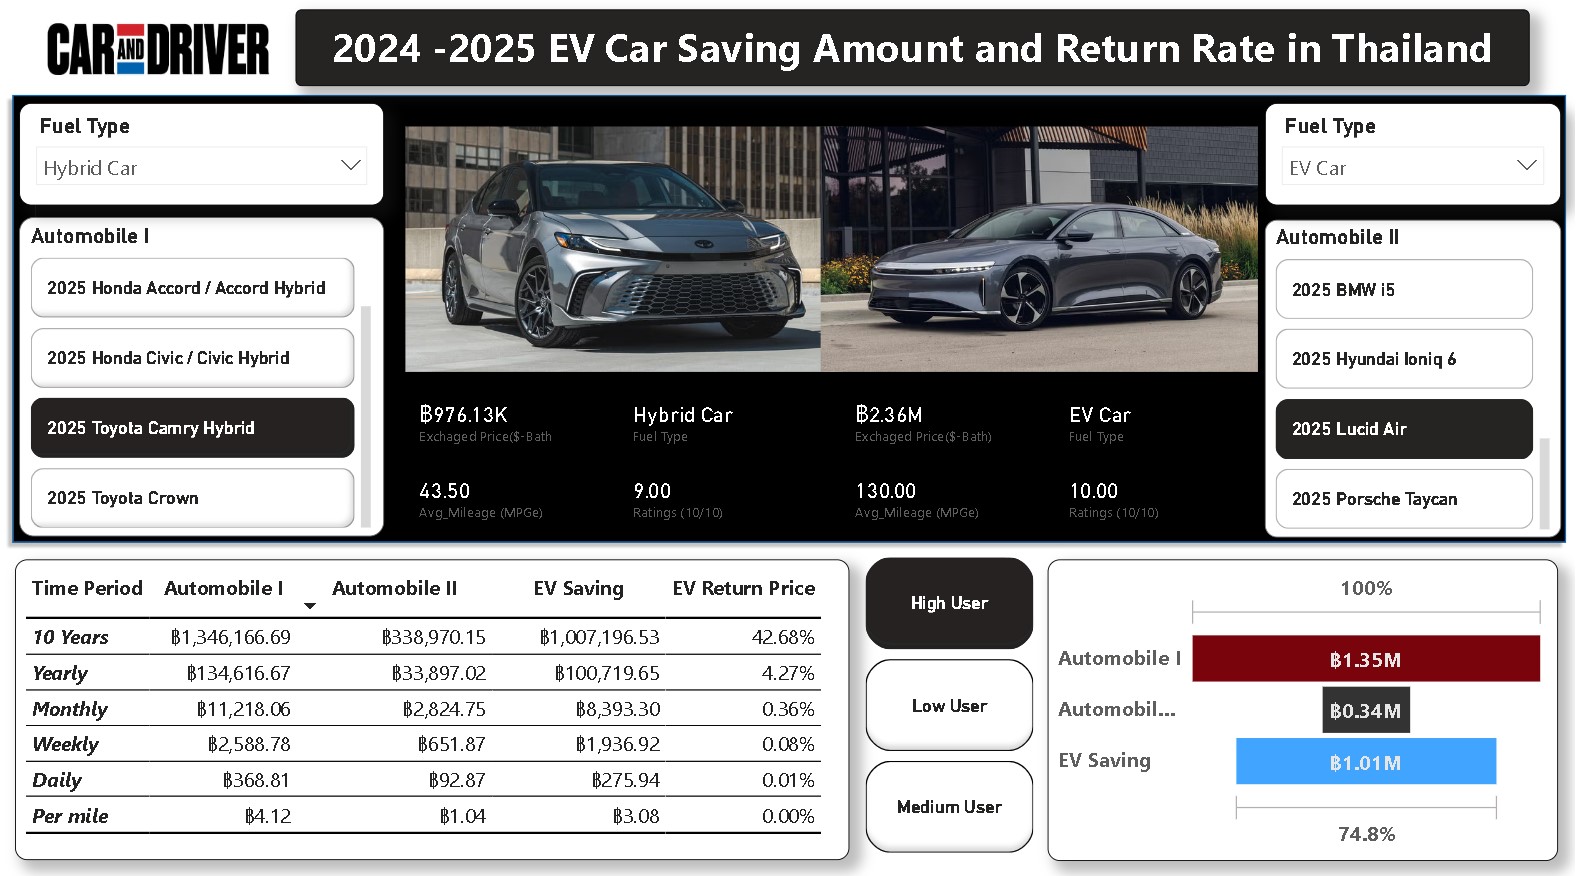 CAR AND DRIVER
2024 -2025 EV Car Saving Amount and Return Rate in Thailand
Fuel Type
Hybrid Car
Automobile I
2025 Honda Accord / Accord Hybrid
2025 Honda Civic / Civic Hybrid
2025 Toyota Camry Hybrid
2025 Toyota Crown
฿976.13K
Exchaged Price($-Bath
Hybrid Car
Fuel Type
43.50
Avg_Mileage (MPGe)
9.00
Ratings (10/10)
฿2.36M
Exchaged Price($-Bath)
EV Car
Fuel Type
130.00
Avg_Mileage (MPGe)
10.00
Ratings (10/10)
Fuel Type
EV Car
Automobile II
2025 BMW i5
2025 Hyundai Ioniq 6
2025 Lucid Air
2025 Porsche Taycan
Time Period Automobile I Automobile II EV Saving EV Return Price
10 Years ฿1,346,166.69 ฿338,970.15 ฿1,007,196.53 42.68%
Yearly ฿134,616.67 ฿33,897.02 ฿100,719.65 4.27%
Monthly ฿11,218.06 ฿2,824.75 ฿8,393.30 0.36%
Weekly ฿2,588.78 ฿651.87 ฿1,936.92 0.08%
Daily ฿368.81 ฿92.87 ฿275.94 0.01%
Per mile ฿4.12 ฿1.04 ฿3.08 0.00%
High User
Low User
Medium User
100%
Automobile I ฿1.35M
Automobil... ฿0.34M
EV Saving ฿1.01M
74.8%